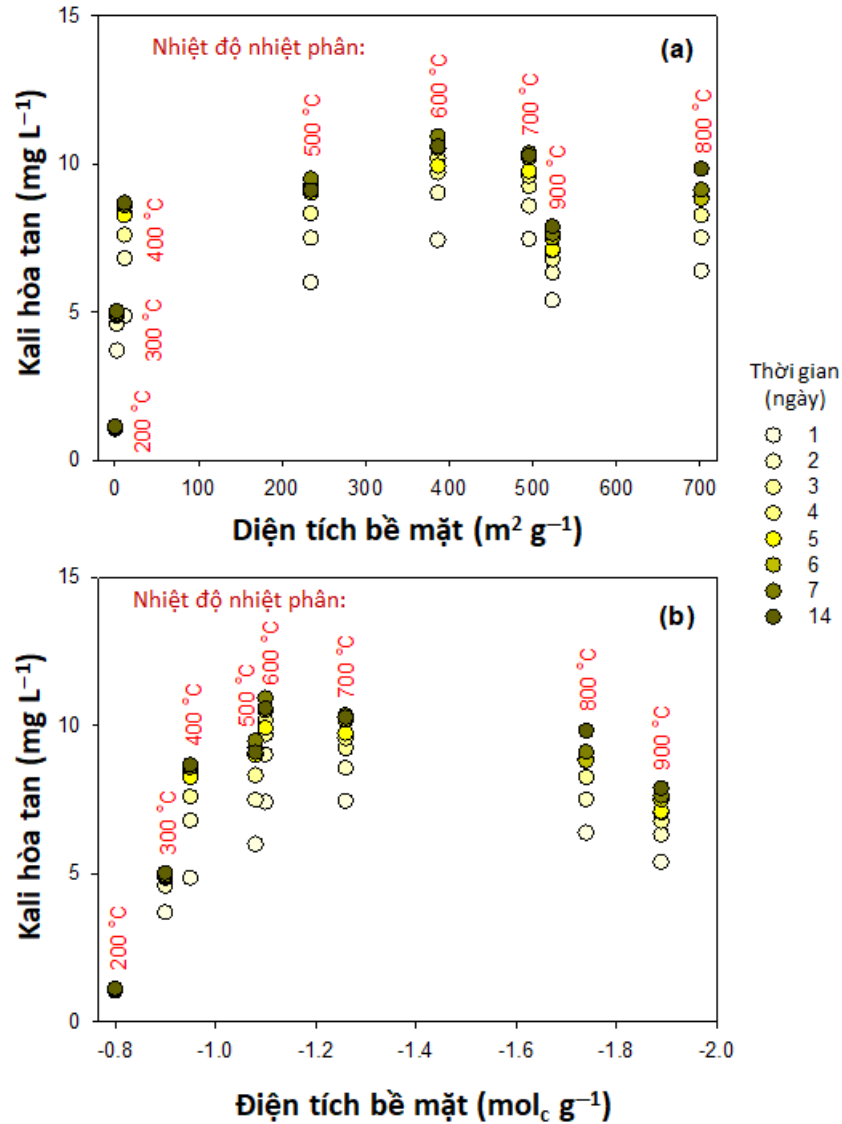 15
Nhiệt độ nhiệt phân:
(a)
600 °C
700 °C
800 °C
500 °C
900 °C
10
400 °C
300 °C
5
200 °C
0
Kali hòa tan (mg L⁻¹)
0 100 200 300 400 500 600 700
Diện tích bề mặt (m² g⁻¹)
Thời gian
(ngày)
1
2
3
4
5
6
7
14
15
Nhiệt độ nhiệt phân:
(b)
600 °C
700 °C
800 °C
400 °C
500 °C
900 °C
10
300 °C
5
200 °C
0
Kali hòa tan (mg L⁻¹)
-0.8 -1.0 -1.2 -1.4 -1.6 -1.8 -2.0
Điện tích bề mặt (mol꜀ g⁻¹)